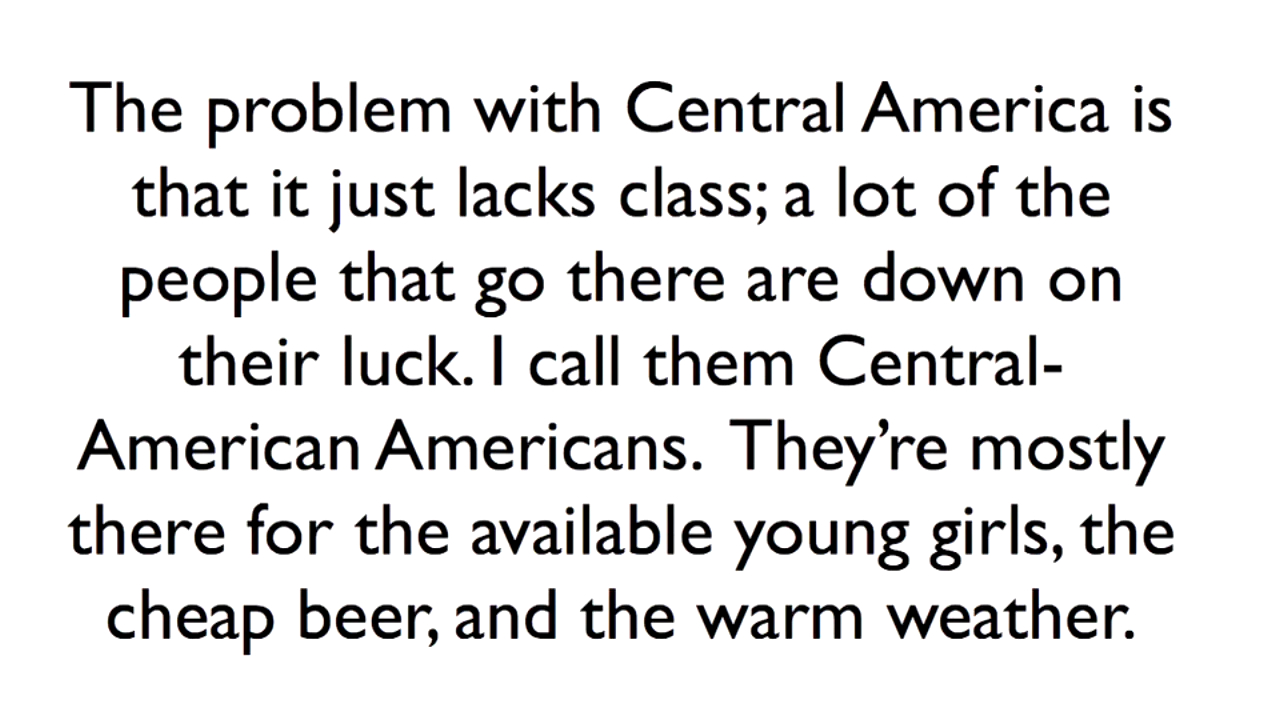 The problem with Central America is
that it just lacks class; a lot of the
people that go there are down on
their luck. I call them Central-
American Americans. They’re mostly
there for the available young girls, the
cheap beer, and the warm weather.